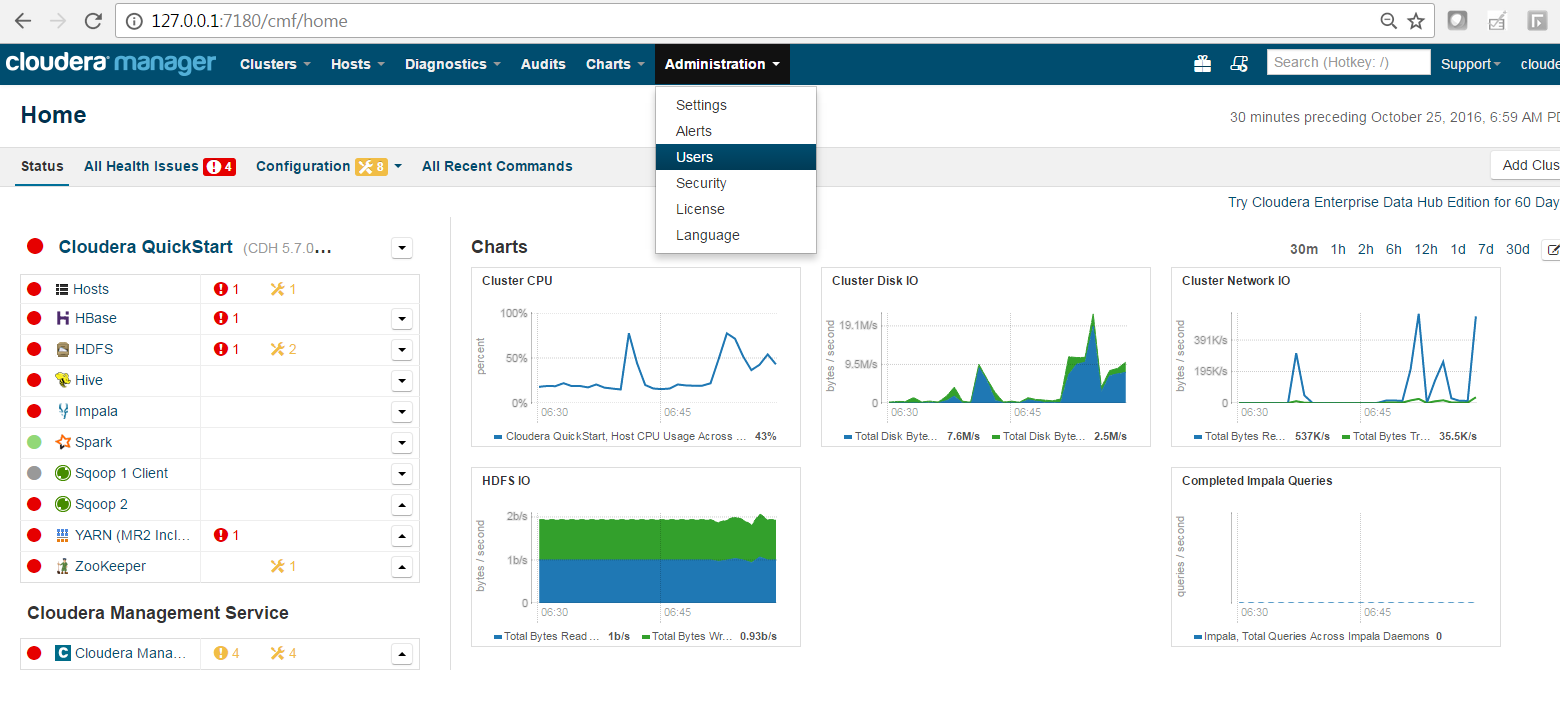 127.0.0.1:7180/cmf/home
cloudera manager Clusters Hosts Diagnostics Audits Charts Administration Search (Hotkey: /) Support cloude
Settings
Alerts
Users
Security
License
Language
Home
30 minutes preceding October 25, 2016, 6:59 AM PD
Status All Health Issues 4 Configuration 8 All Recent Commands Add Clus
Try Cloudera Enterprise Data Hub Edition for 60 Day
Cloudera QuickStart (CDH 5.7.0...
Hosts 1 1
HBase 1
HDFS 1 2
Hive
Impala
Spark
Sqoop 1 Client
Sqoop 2
YARN (MR2 Incl... 1
ZooKeeper 1
Cloudera Management Service
C Cloudera Mana... 4 4
Charts
30m 1h 2h 6h 12h 1d 7d 30d
Cluster CPU
percent
100%
50%
0%
06:30 06:45
Cloudera QuickStart, Host CPU Usage Across ... 43%
Cluster Disk IO
bytes / second
19.1M/s
9.5M/s
0
06:30 06:45
Total Disk Byte... 7.6M/s Total Disk Byte... 2.5M/s
Cluster Network IO
bytes / second
391K/s
195K/s
0
06:30 06:45
Total Bytes Re... 537K/s Total Bytes Tr... 35.5K/s
HDFS IO
bytes / second
2b/s
1b/s
0
06:30 06:45
Total Bytes Read ... 1b/s Total Bytes Wr... 0.93b/s
Completed Impala Queries
queries / second
06:30 06:45
Impala, Total Queries Across Impala Daemons 0